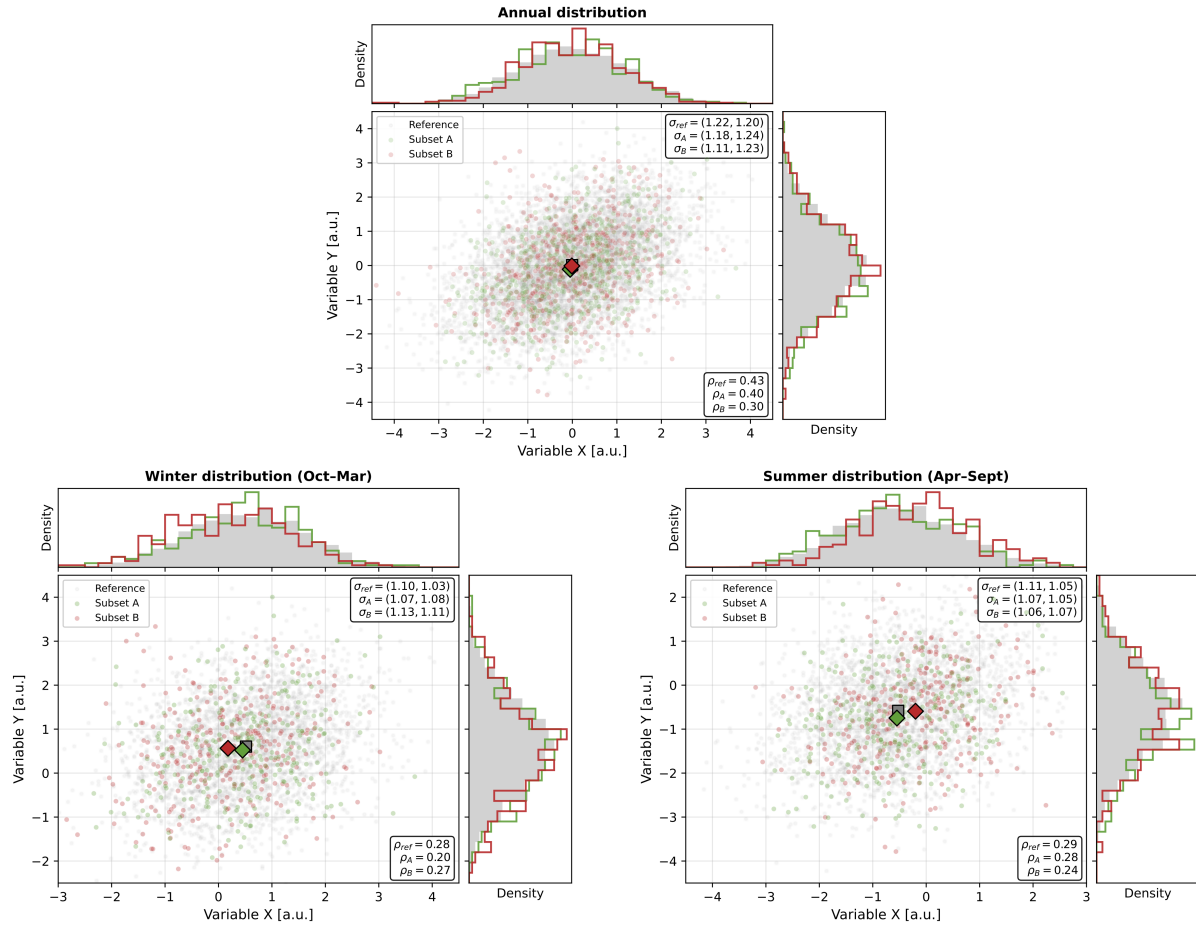 Annual distribution
Density
Reference
Subset A
Subset B
σref = (1.22, 1.20)
σA = (1.18, 1.24)
σB = (1.11, 1.23)
4
3
2
1
0
−1
−2
−3
−4
Variable Y [a.u.]
ρref = 0.43
ρA = 0.40
ρB = 0.30
−4 −3 −2 −1 0 1 2 3 4
Variable X [a.u.]
Density
Winter distribution (Oct–Mar)
Density
Reference
Subset A
Subset B
σref = (1.10, 1.03)
σA = (1.07, 1.08)
σB = (1.13, 1.11)
4
3
2
1
0
−1
−2
Variable Y [a.u.]
ρref = 0.28
ρA = 0.20
ρB = 0.27
−3 −2 −1 0 1 2 3 4
Variable X [a.u.]
Density
Summer distribution (Apr–Sept)
Density
Reference
Subset A
Subset B
σref = (1.11, 1.05)
σA = (1.07, 1.05)
σB = (1.06, 1.07)
2
1
0
−1
−2
−3
−4
Variable Y [a.u.]
ρref = 0.29
ρA = 0.28
ρB = 0.24
−4 −3 −2 −1 0 1 2 3
Variable X [a.u.]
Density